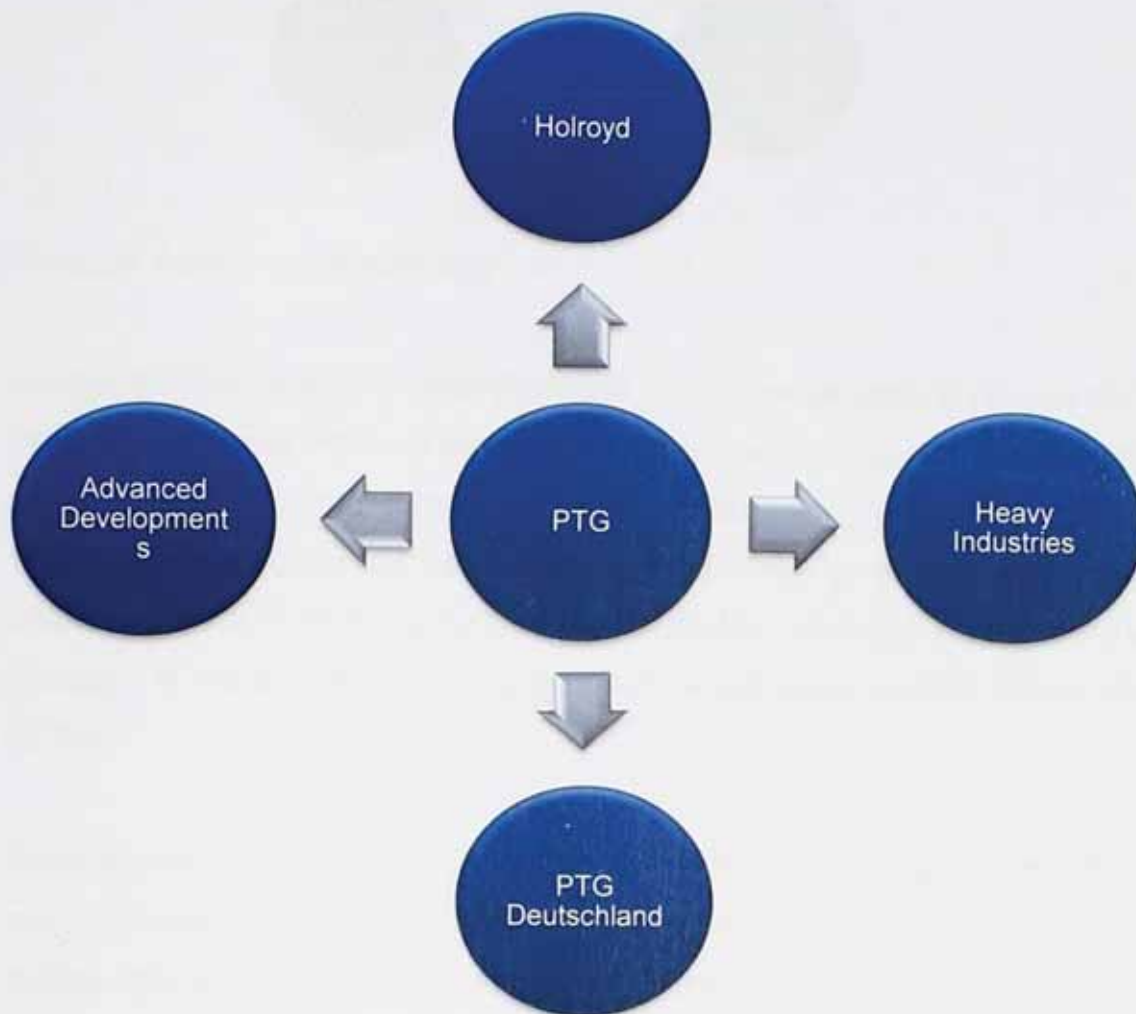 Holroyd
Advanced
Development
s
PTG
Heavy
Industries
PTG
Deutschland